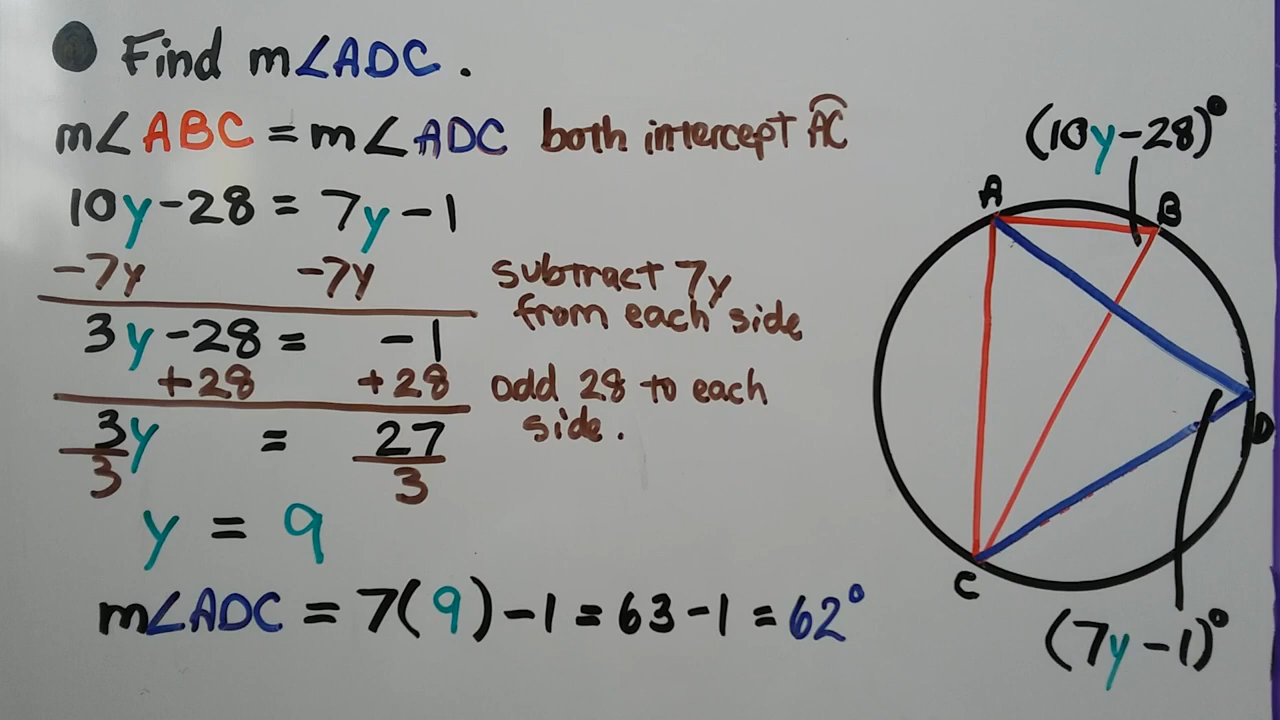 Find m∠ADC.
m∠ABC = m∠ADC both intercept A͡C
10y-28 = 7y-1
-7y -7y subtract 7y
from each side
3y-28 = -1
+28 +28 add 28 to each
side.
3y = 27
3 3
y = 9
m∠ADC = 7(9)-1 = 63-1 = 62°
(10y-28)°
A
B
D
C
(7y-1)°